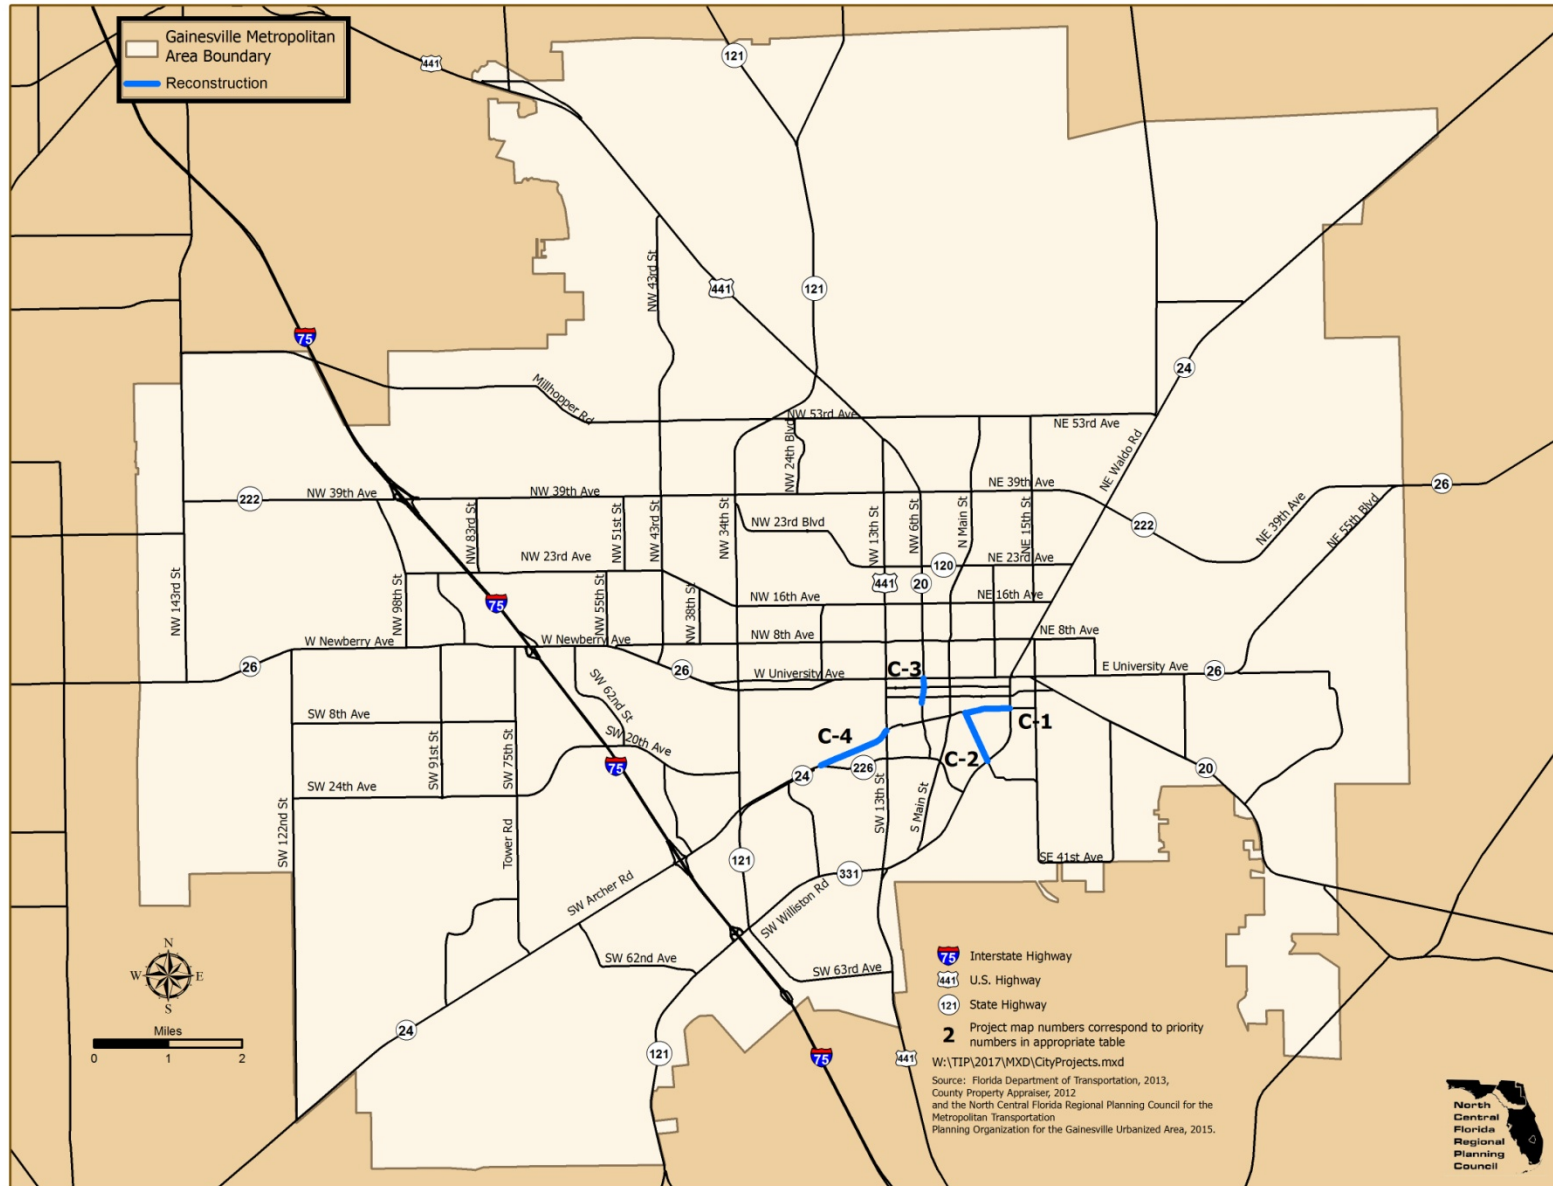 Gainesville Metropolitan
Area Boundary
Reconstruction
441
121
441
121
75
24
NW 43rd St
Millhopper Rd
NW 53rd Ave
NE 53rd Ave
NW 24th Blvd
NE Waldo Rd
222
NW 39th Ave
NW 39th Ave
NE 39th Ave
26
222
NE 39th Ave
NE 55th Blvd
NW 83rd St
NW 51st St
NW 43rd St
NW 34th St
NW 23rd Blvd
NW 13th St
NW 6th St
N Main St
NE 15th St
NW 23rd Ave
NE 23rd Ave
120
441
20
75
NW 143rd St
NW 98th St
NW 55th St
NW 38th St
NW 16th Ave
NE 16th Ave
W Newberry Ave
W Newberry Ave
NW 8th Ave
NE 8th Ave
26
26
W University Ave
C-3
E University Ave
26
SW 62nd St
SW 8th Ave
SW 20th Ave
C-4
C-1
C-2
SW 91st St
SW 75th St
75
24
226
20
SW 24th Ave
SW 122nd St
Tower Rd
SW 13th St
S Main St
121
331
SE 41st Ave
SW Archer Rd
SW Williston Rd
SW 62nd Ave
SW 63rd Ave
24
121
75
441
N
W
E
S
Miles
0 1 2
75 Interstate Highway
441 U.S. Highway
121 State Highway
2 Project map numbers correspond to priority
numbers in appropriate table
W:\TIP\2017\MXD\CityProjects.mxd
Source: Florida Department of Transportation, 2013,
County Property Appraiser, 2012
and the North Central Florida Regional Planning Council for the
Metropolitan Transportation
Planning Organization for the Gainesville Urbanized Area, 2015.
North
Central
Florida
Regional
Planning
Council